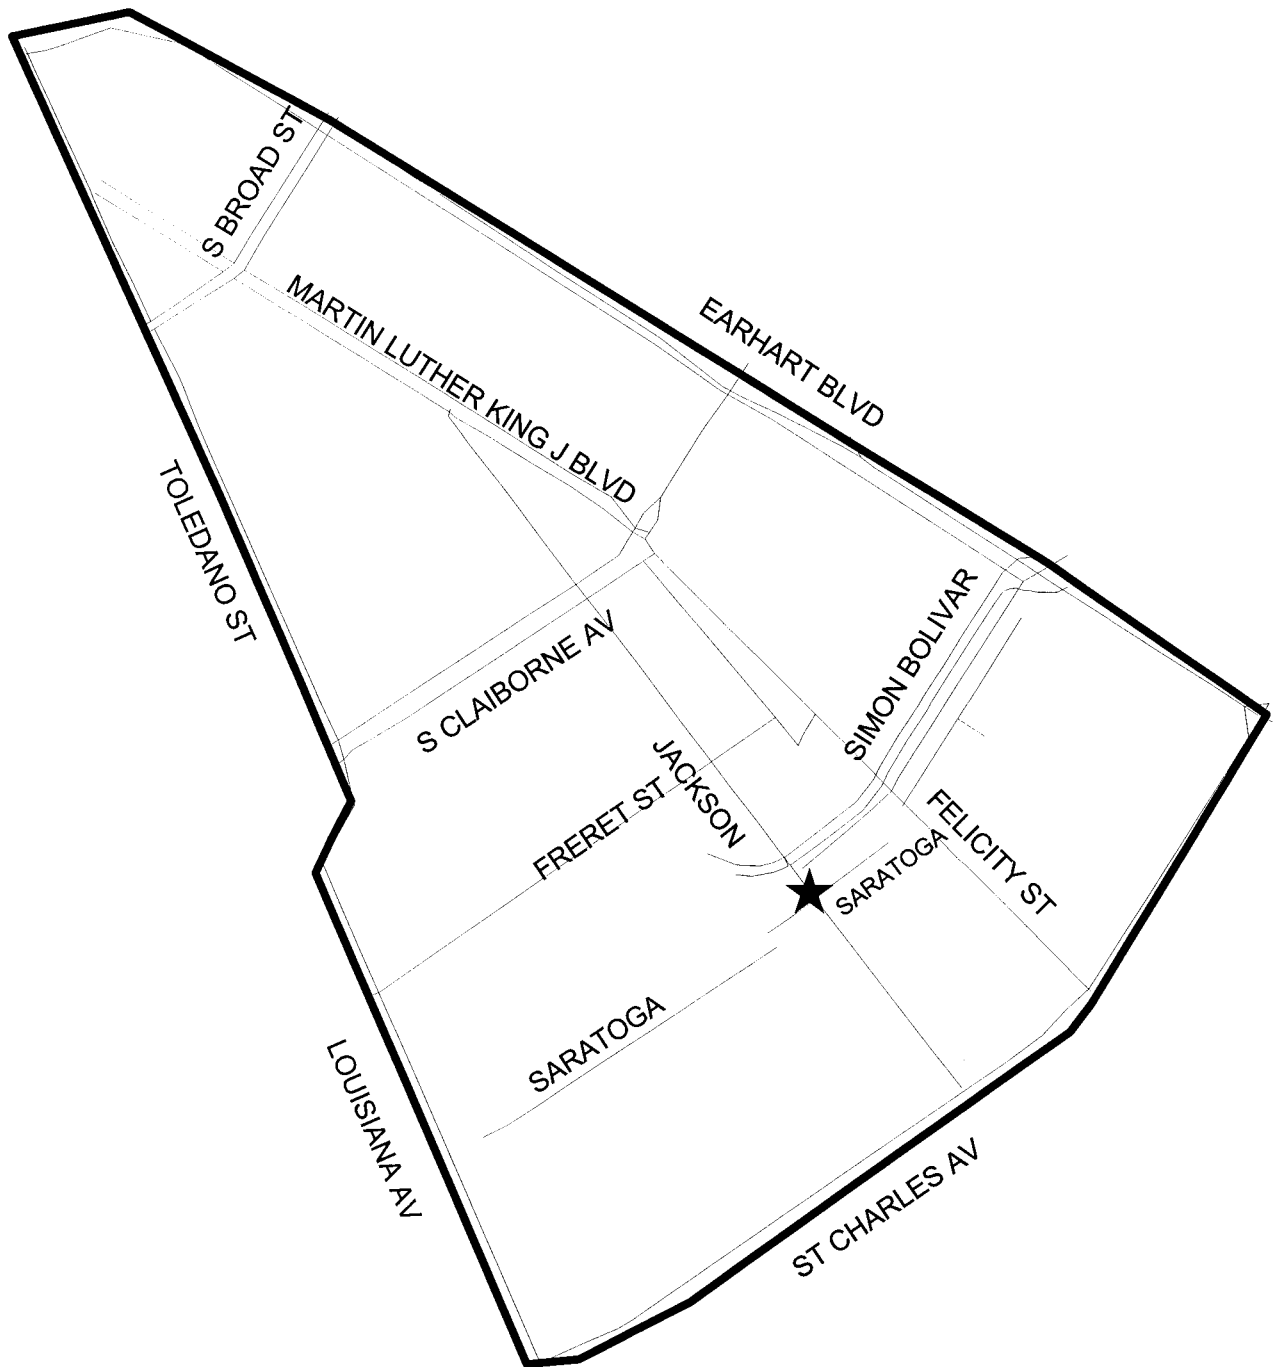 S BROAD ST
MARTIN LUTHER KING J BLVD
EARHART BLVD
TOLEDANO ST
S CLAIBORNE AV
SIMON BOLIVAR
JACKSON
FRERET ST
FELICITY ST
SARATOGA
SARATOGA
LOUISIANA AV
ST CHARLES AV